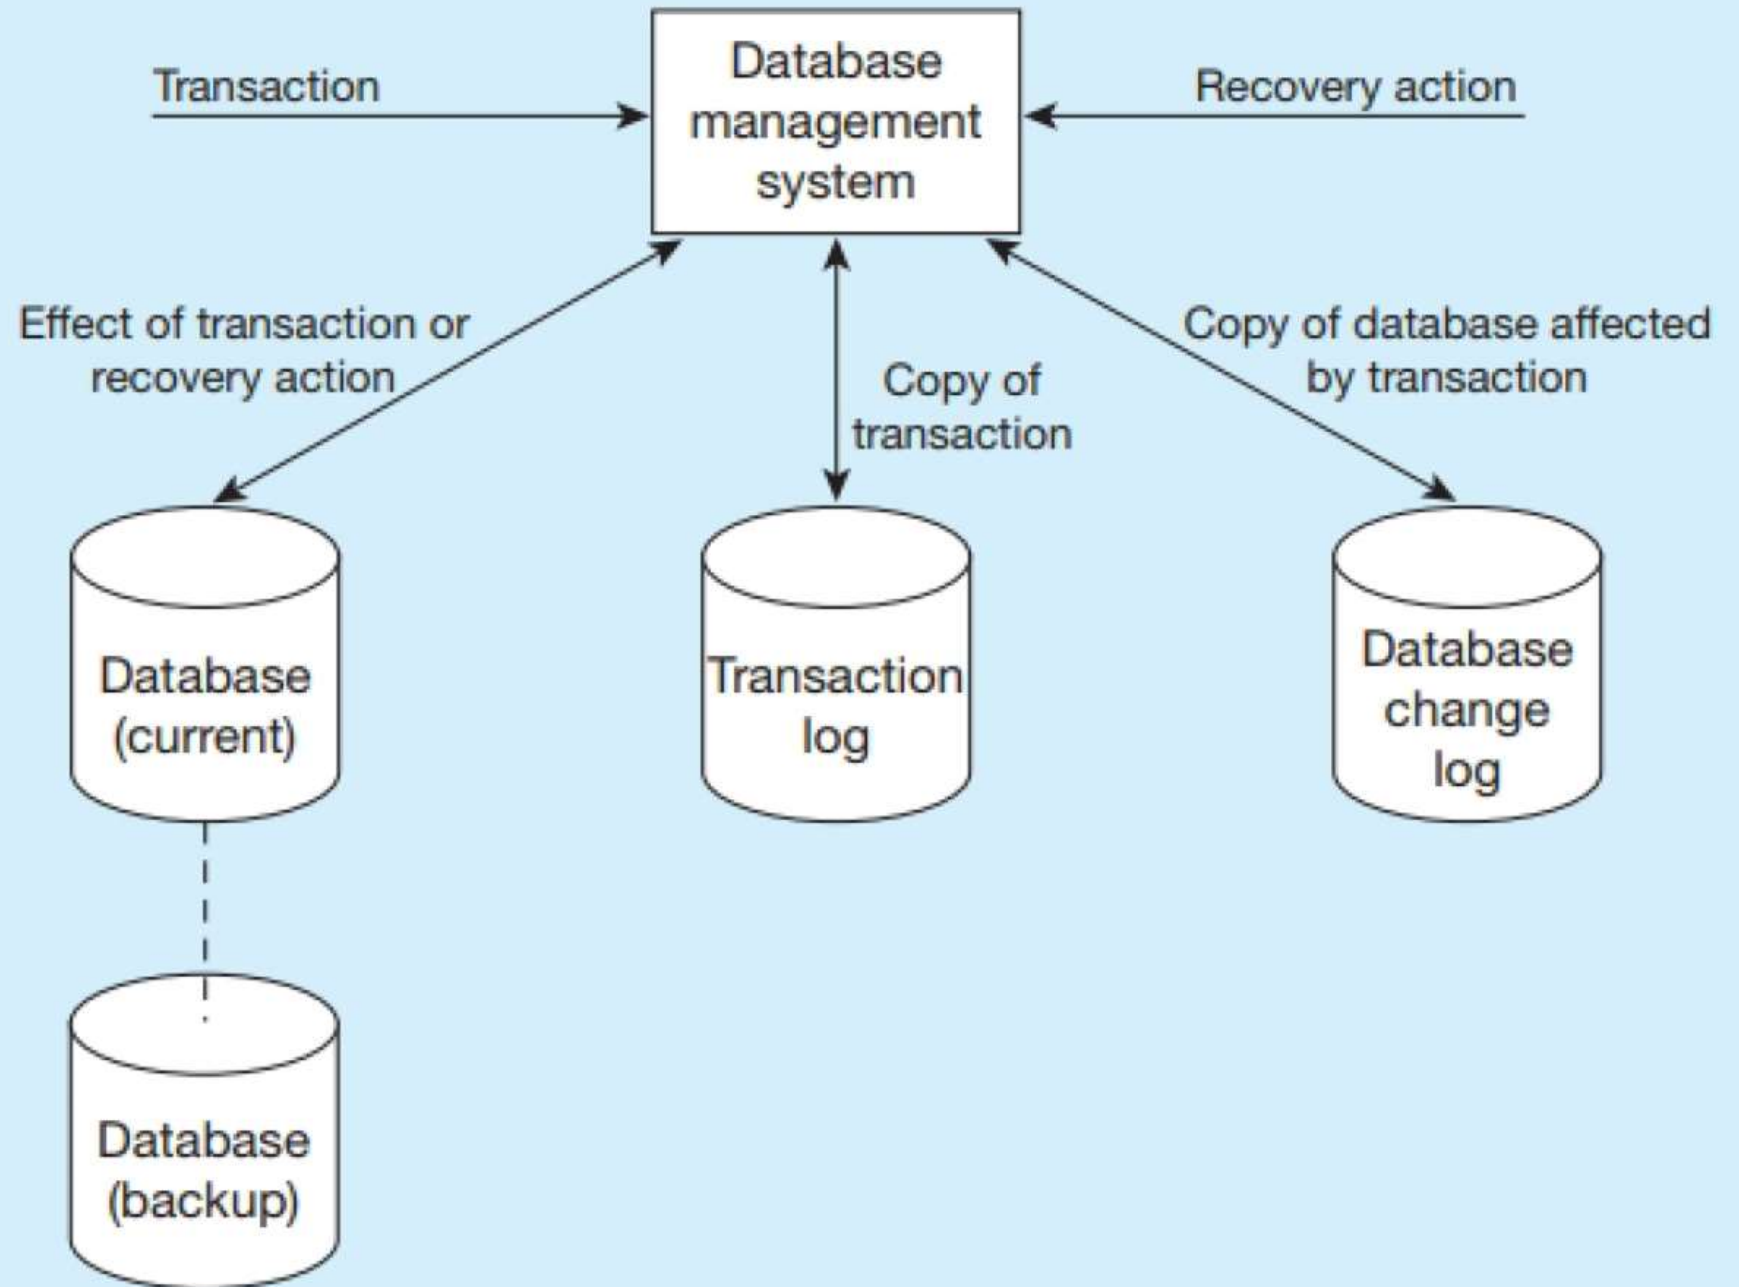 Database
management
system
Transaction
Recovery action
Effect of transaction or
recovery action
Copy of
transaction
Copy of database affected
by transaction
Database
(current)
Transaction
log
Database
change
log
Database
(backup)